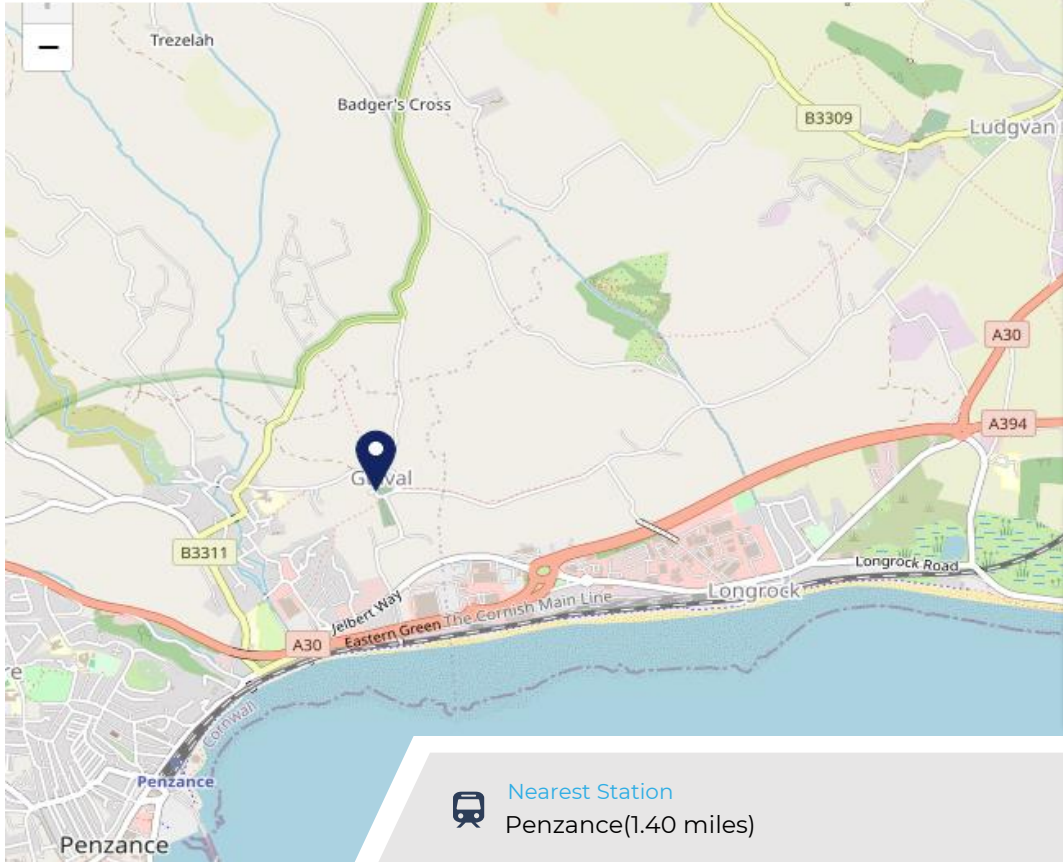 −
Trezelah
Badger's Cross
B3309
Ludgvan
A30
A394
B3311
Jelbert Way
Longrock Road
Longrock
Eastern Green
The Cornish Main Line
A30
Cornwall
Penzance
Penzance
Nearest Station
Penzance(1.40 miles)